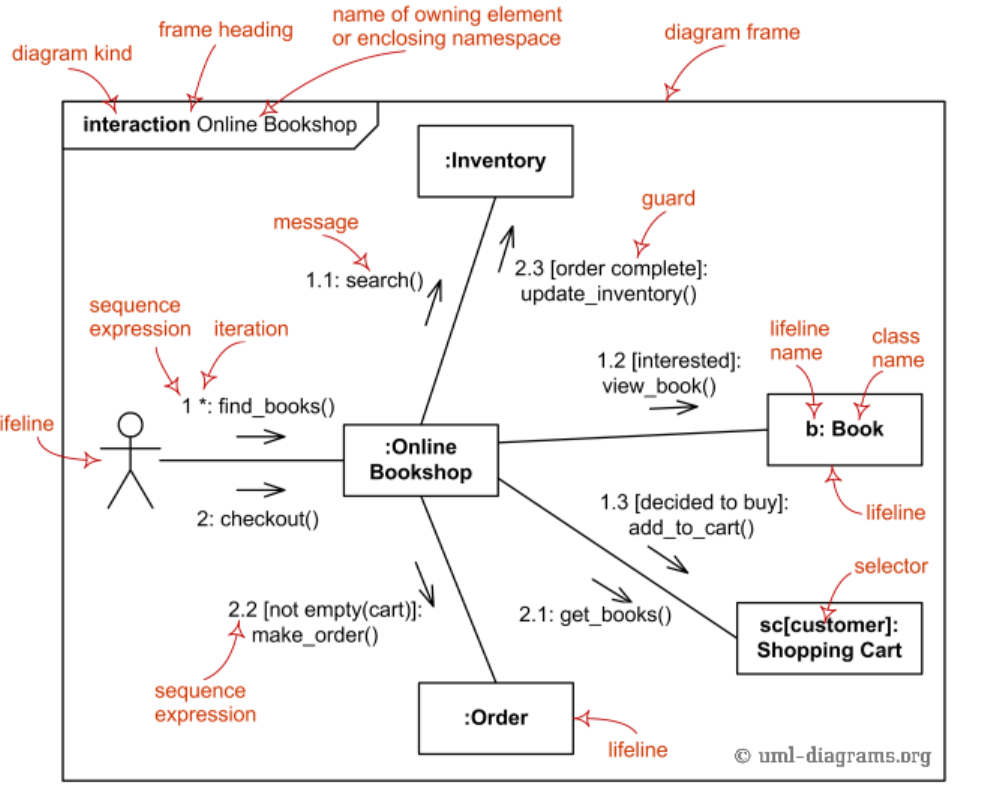 name of owning element
or enclosing namespace
frame heading
diagram frame
diagram kind
interaction Online Bookshop
:Inventory
guard
message
2.3 [order complete]:
update_inventory()
1.1: search()
sequence
expression
iteration
lifeline
name
class
name
1.2 [interested]:
view_book()
1 *: find_books()
ifeline
:Online
Bookshop
b: Book
2: checkout()
1.3 [decided to buy]:
add_to_cart()
lifeline
selector
2.2 [not empty(cart)]:
make_order()
2.1: get_books()
sc[customer]:
Shopping Cart
sequence
expression
:Order
lifeline
© uml-diagrams.org